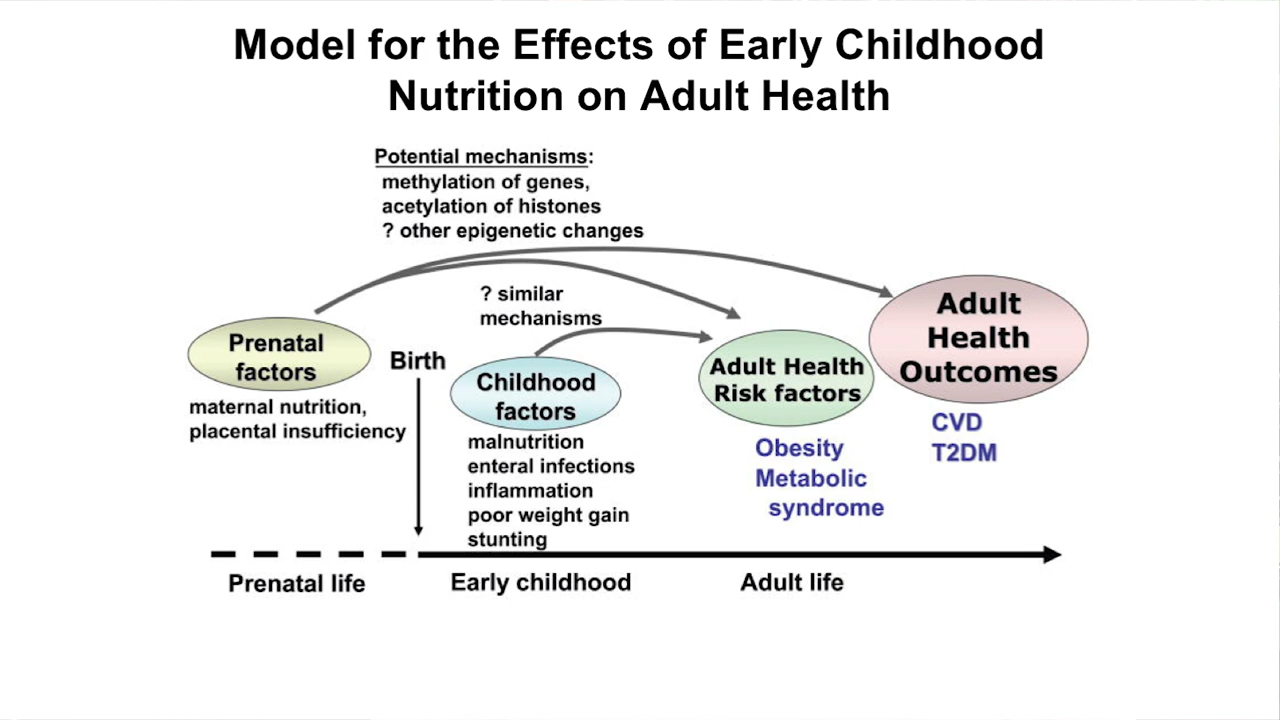 Model for the Effects of Early Childhood
Nutrition on Adult Health
Potential mechanisms:
methylation of genes,
acetylation of histones
? other epigenetic changes
? similar
mechanisms
Prenatal
factors
maternal nutrition,
placental insufficiency
Birth
Childhood
factors
malnutrition
enteral infections
inflammation
poor weight gain
stunting
Adult Health
Risk factors
Obesity
Metabolic
syndrome
Adult
Health
Outcomes
CVD
T2DM
Prenatal life
Early childhood
Adult life